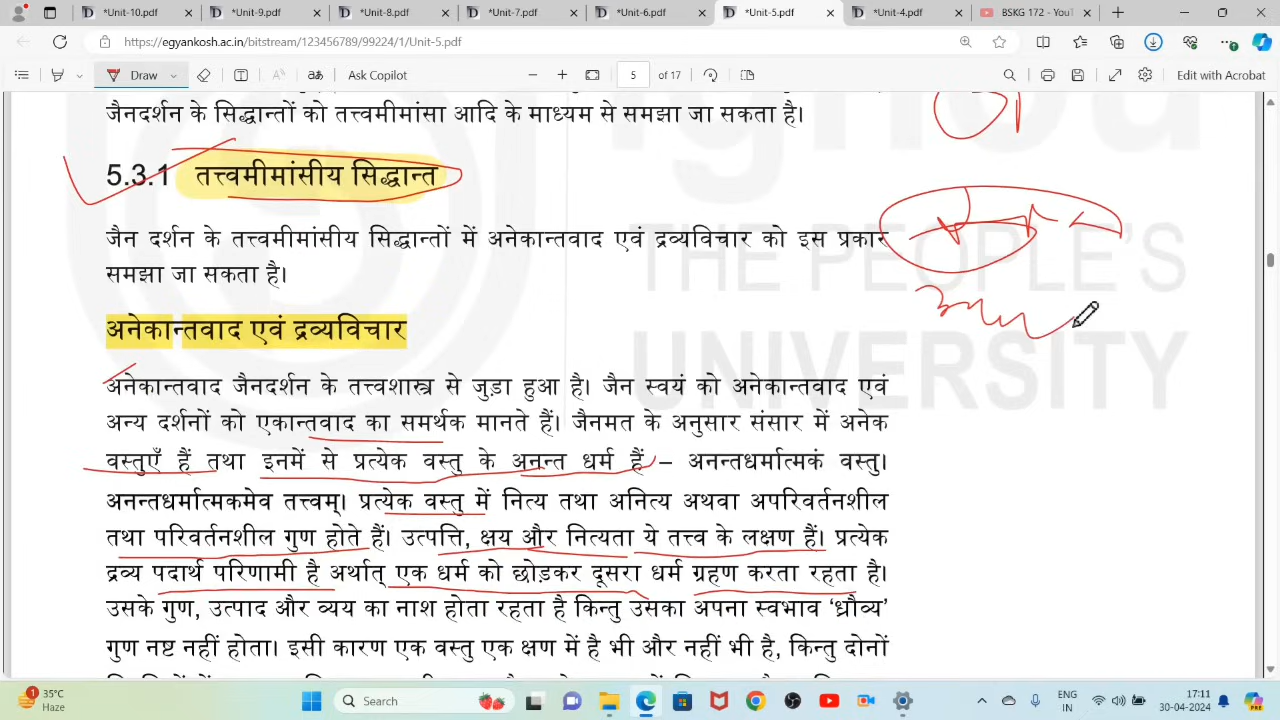 *Unit-10.pdf
*Unit-9.pdf
*Unit-8.pdf
*Unit-7.pdf
*Unit-6.pdf
*Unit-5.pdf
*Unit-4.pdf
BSKG 172 - YouT
https://egyankosh.ac.in/bitstream/123456789/99224/1/Unit-5.pdf
Draw
Ask Copilot
5 of 17
Edit with Acrobat
जैनदर्शन के सिद्धान्तों को तत्त्वमीमांसा आदि के माध्यम से समझा जा सकता है।
5.3.1 तत्त्वमीमांसीय सिद्धान्त
जैन दर्शन के तत्त्वमीमांसीय सिद्धान्तों में अनेकान्तवाद एवं द्रव्यविचार को इस प्रकार
समझा जा सकता है।
THE PEOPLE'S
UNIVERSITY
अनेकान्तवाद एवं द्रव्यविचार
अनेकान्तवाद जैनदर्शन के तत्त्वशास्त्र से जुड़ा हुआ है। जैन स्वयं को अनेकान्तवाद एवं
अन्य दर्शनों को एकान्तवाद का समर्थक मानते हैं। जैनमत के अनुसार संसार में अनेक
वस्तुएँ हैं तथा इनमें से प्रत्येक वस्तु के अनन्त धर्म हैं – अनन्तधर्मात्मकं वस्तु।
अनन्तधर्मात्मकमेव तत्त्वम्। प्रत्येक वस्तु में नित्य तथा अनित्य अथवा अपरिवर्तनशील
तथा परिवर्तनशील गुण होते हैं। उत्पत्ति, क्षय और नित्यता ये तत्त्व के लक्षण हैं। प्रत्येक
द्रव्य पदार्थ परिणामी है अर्थात् एक धर्म को छोड़कर दूसरा धर्म ग्रहण करता रहता है।
उसके गुण, उत्पाद और व्यय का नाश होता रहता है किन्तु उसका अपना स्वभाव ‘ध्रौव्य’
गुण नष्ट नहीं होता। इसी कारण एक वस्तु एक क्षण में है भी और नहीं भी है, किन्तु दोनों
35°C
Haze
Search
ENG
IN
17:11
30-04-2024